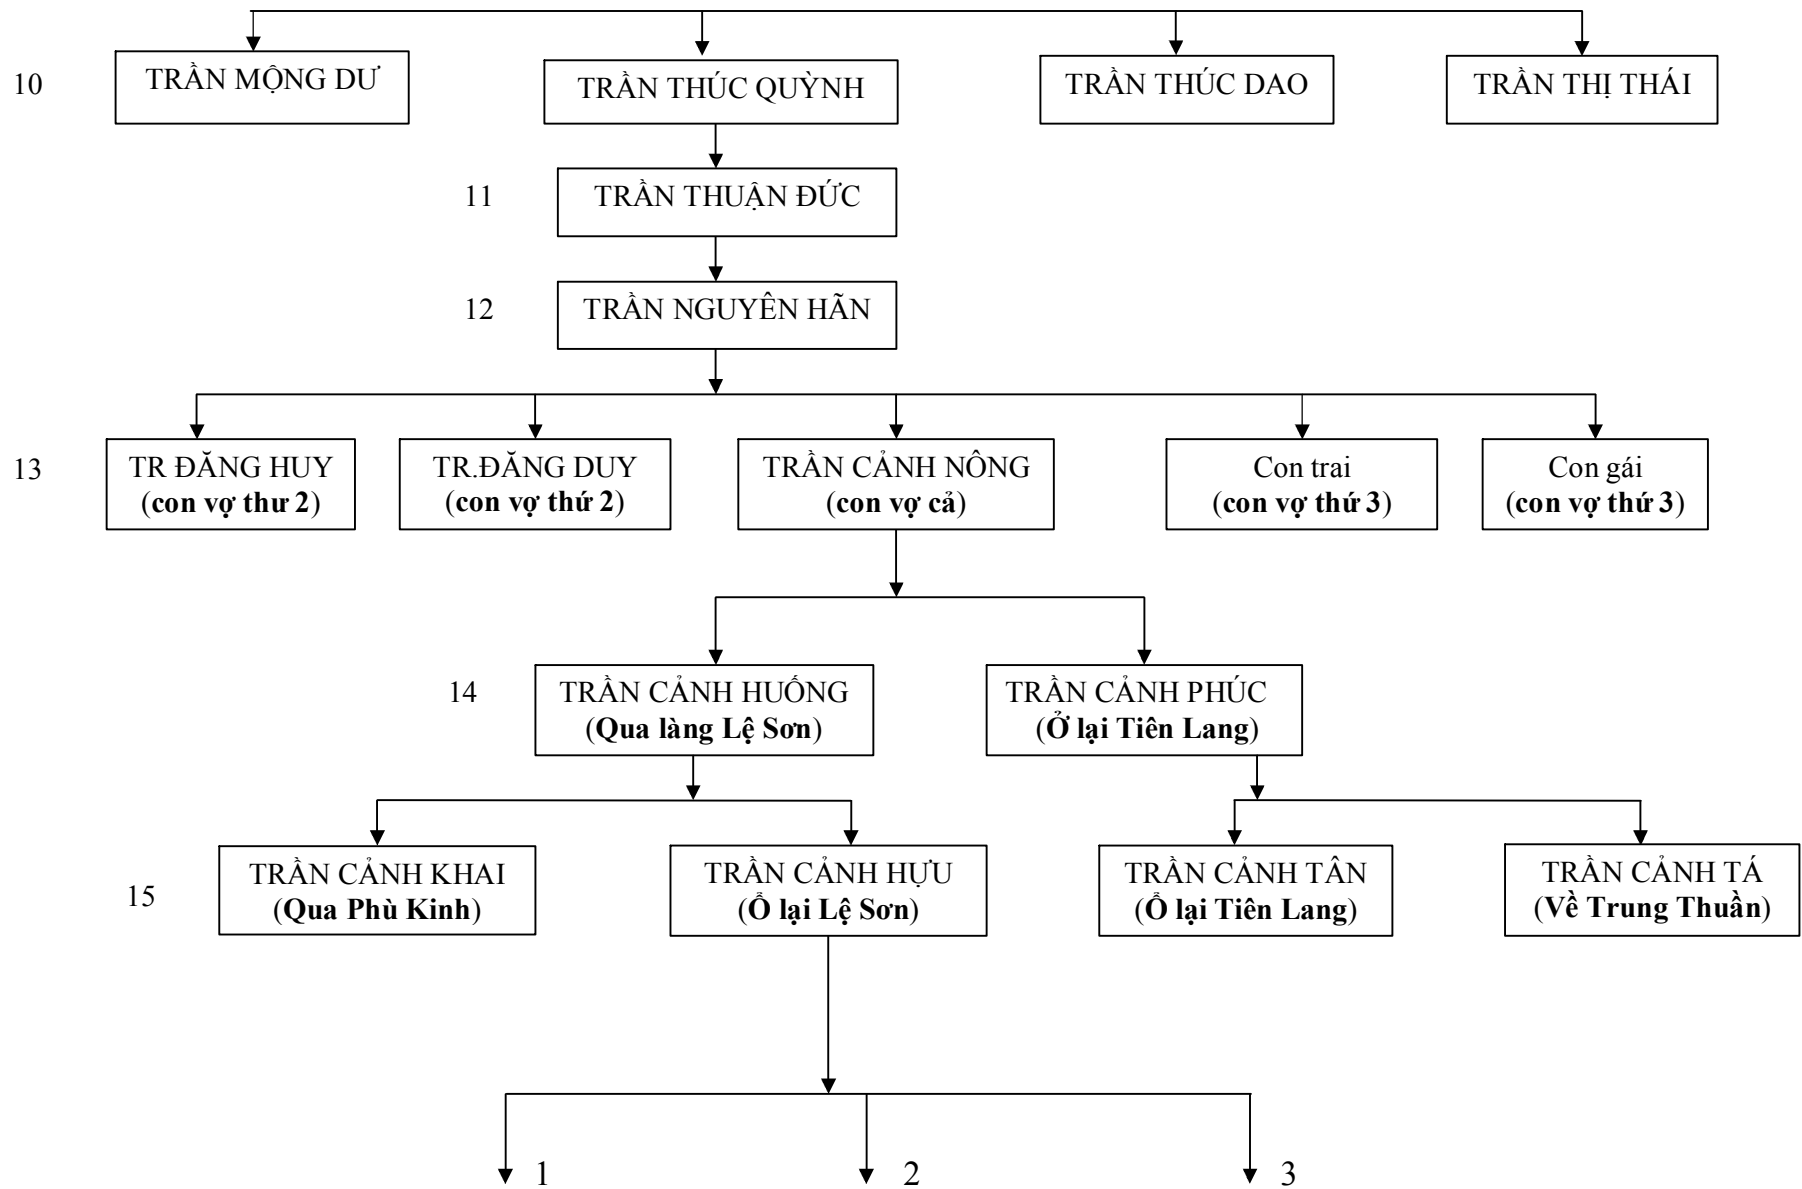 10
TRẦN MỘNG DƯ
TRẦN THÚC QUỲNH
TRẦN THÚC DAO
TRẦN THỊ THÁI
11
TRẦN THUẬN ĐỨC
12
TRẦN NGUYÊN HÃN
13
TR ĐĂNG HUY
(con vợ thư 2)
TR.ĐĂNG DUY
(con vợ thứ 2)
TRẦN CẢNH NÔNG
(con vợ cả)
Con trai
(con vợ thứ 3)
Con gái
(con vợ thứ 3)
14
TRẦN CẢNH HUỐNG
(Qua làng Lệ Sơn)
TRẦN CẢNH PHÚC
(Ở lại Tiên Lang)
15
TRẦN CẢNH KHAI
(Qua Phù Kinh)
TRẦN CẢNH HỰU
(Ổ lại Lệ Sơn)
TRẦN CẢNH TÂN
(Ổ lại Tiên Lang)
TRẦN CẢNH TÁ
(Về Trung Thuần)
1
2
3